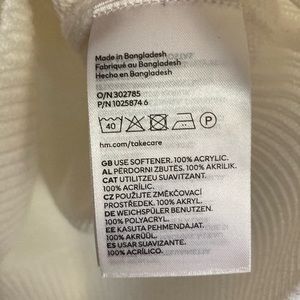 Made in Bangladesh
Fabriqué au Bangladesh
Hecho en Bangladesh
O/N 302785
P/N 1025874 6
40
P
hm.com/takecare
GB USE SOFTENER. 100% ACRYLIC.
AL PËRDORNI ZBUTËS. 100% AKRILIK.
CAT UTILITZEU SUAVITZANT.
100% ACRÍLIC.
CZ POUŽIJTE ZMĚKČOVACÍ
PROSTŘEDEK. 100% AKRYL.
DE WEICHSPÜLER BENUTZEN.
100% POLYACRYL.
EE KASUTA PEHMENDAJAT.
100% AKRÜÜL.
ES USAR SUAVIZANTE.
100% ACRÍLICO.